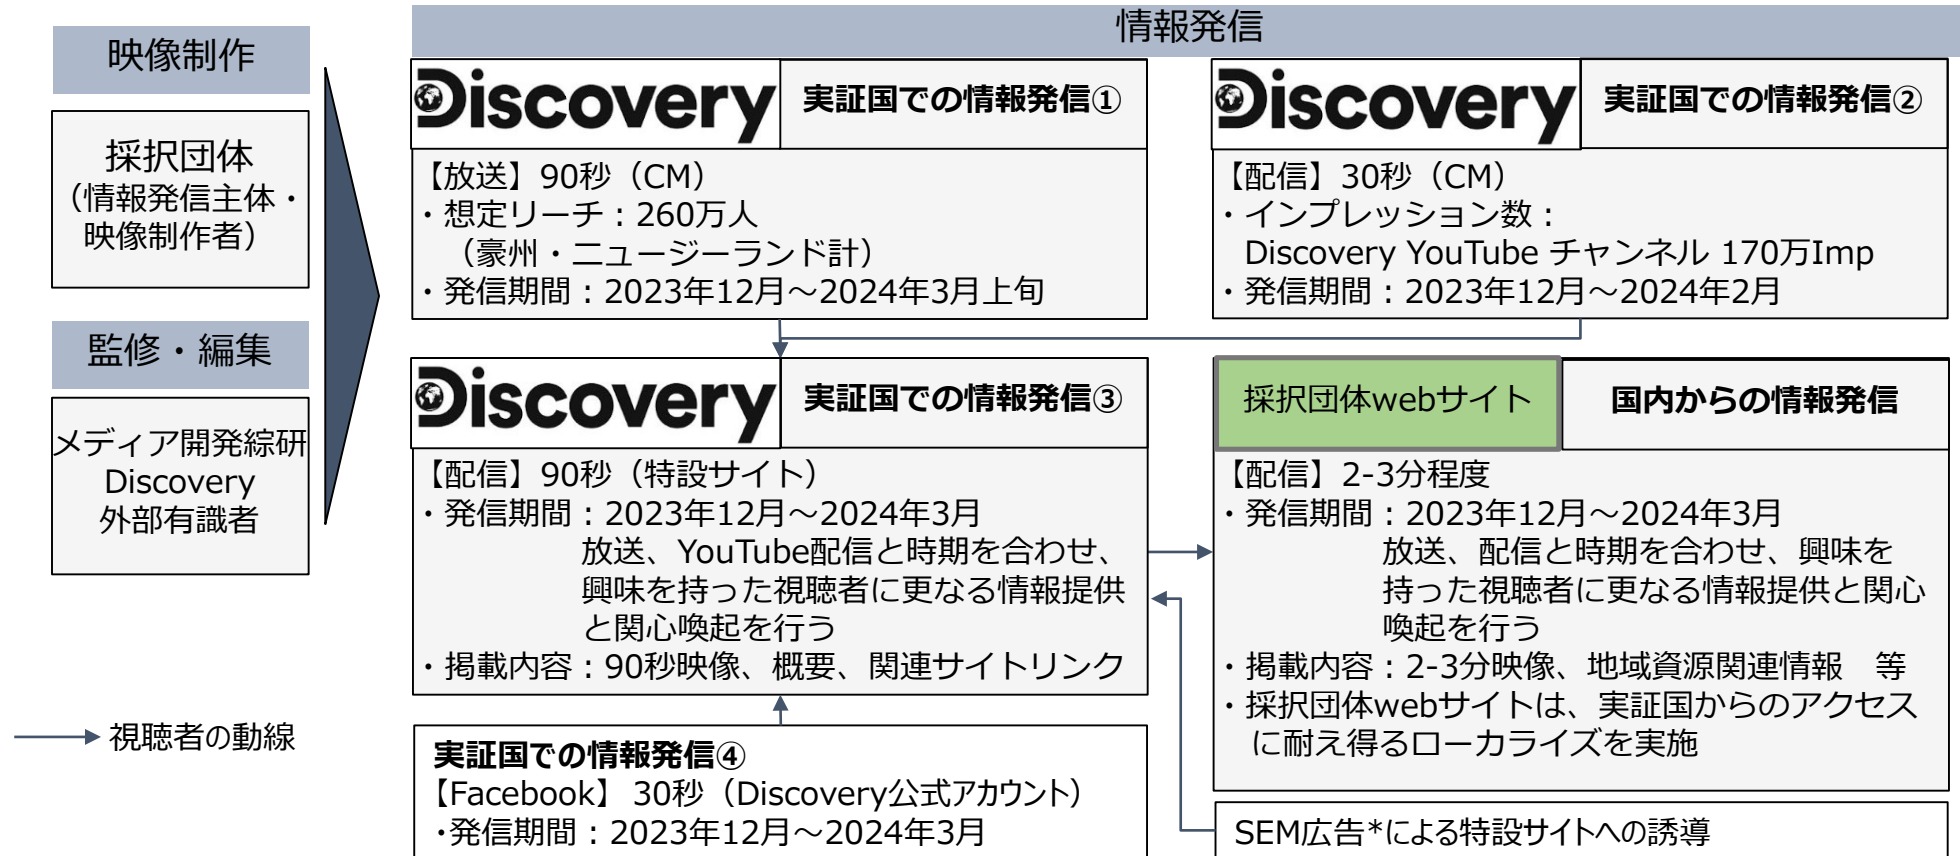 映像制作
採択団体
（情報発信主体・
映像制作者）
監修・編集
メディア開発綜研
Discovery
外部有識者
視聴者の動線
情報発信
Discovery
実証国での情報発信①
【放送】90秒（CM）
・想定リーチ：260万人
（豪州・ニュージーランド計）
・発信期間：2023年12月～2024年3月上旬
Discovery
実証国での情報発信②
【配信】30秒（CM）
・インプレッション数：
Discovery YouTube チャンネル 170万Imp
・発信期間：2023年12月～2024年2月
Discovery
実証国での情報発信③
【配信】90秒（特設サイト）
・発信期間：2023年12月～2024年3月
放送、YouTube配信と時期を合わせ、
興味を持った視聴者に更なる情報提供
と関心喚起を行う
・掲載内容：90秒映像、概要、関連サイトリンク
採択団体webサイト
国内からの情報発信
【配信】2-3分程度
・発信期間：2023年12月～2024年3月
放送、配信と時期を合わせ、興味を
持った視聴者に更なる情報提供と関心
喚起を行う
・掲載内容：2-3分映像、地域資源関連情報　等
・採択団体webサイトは、実証国からのアクセス
に耐え得るローカライズを実施
実証国での情報発信④
【Facebook】 30秒（Discovery公式アカウント）
・発信期間：2023年12月～2024年3月
SEM広告*による特設サイトへの誘導